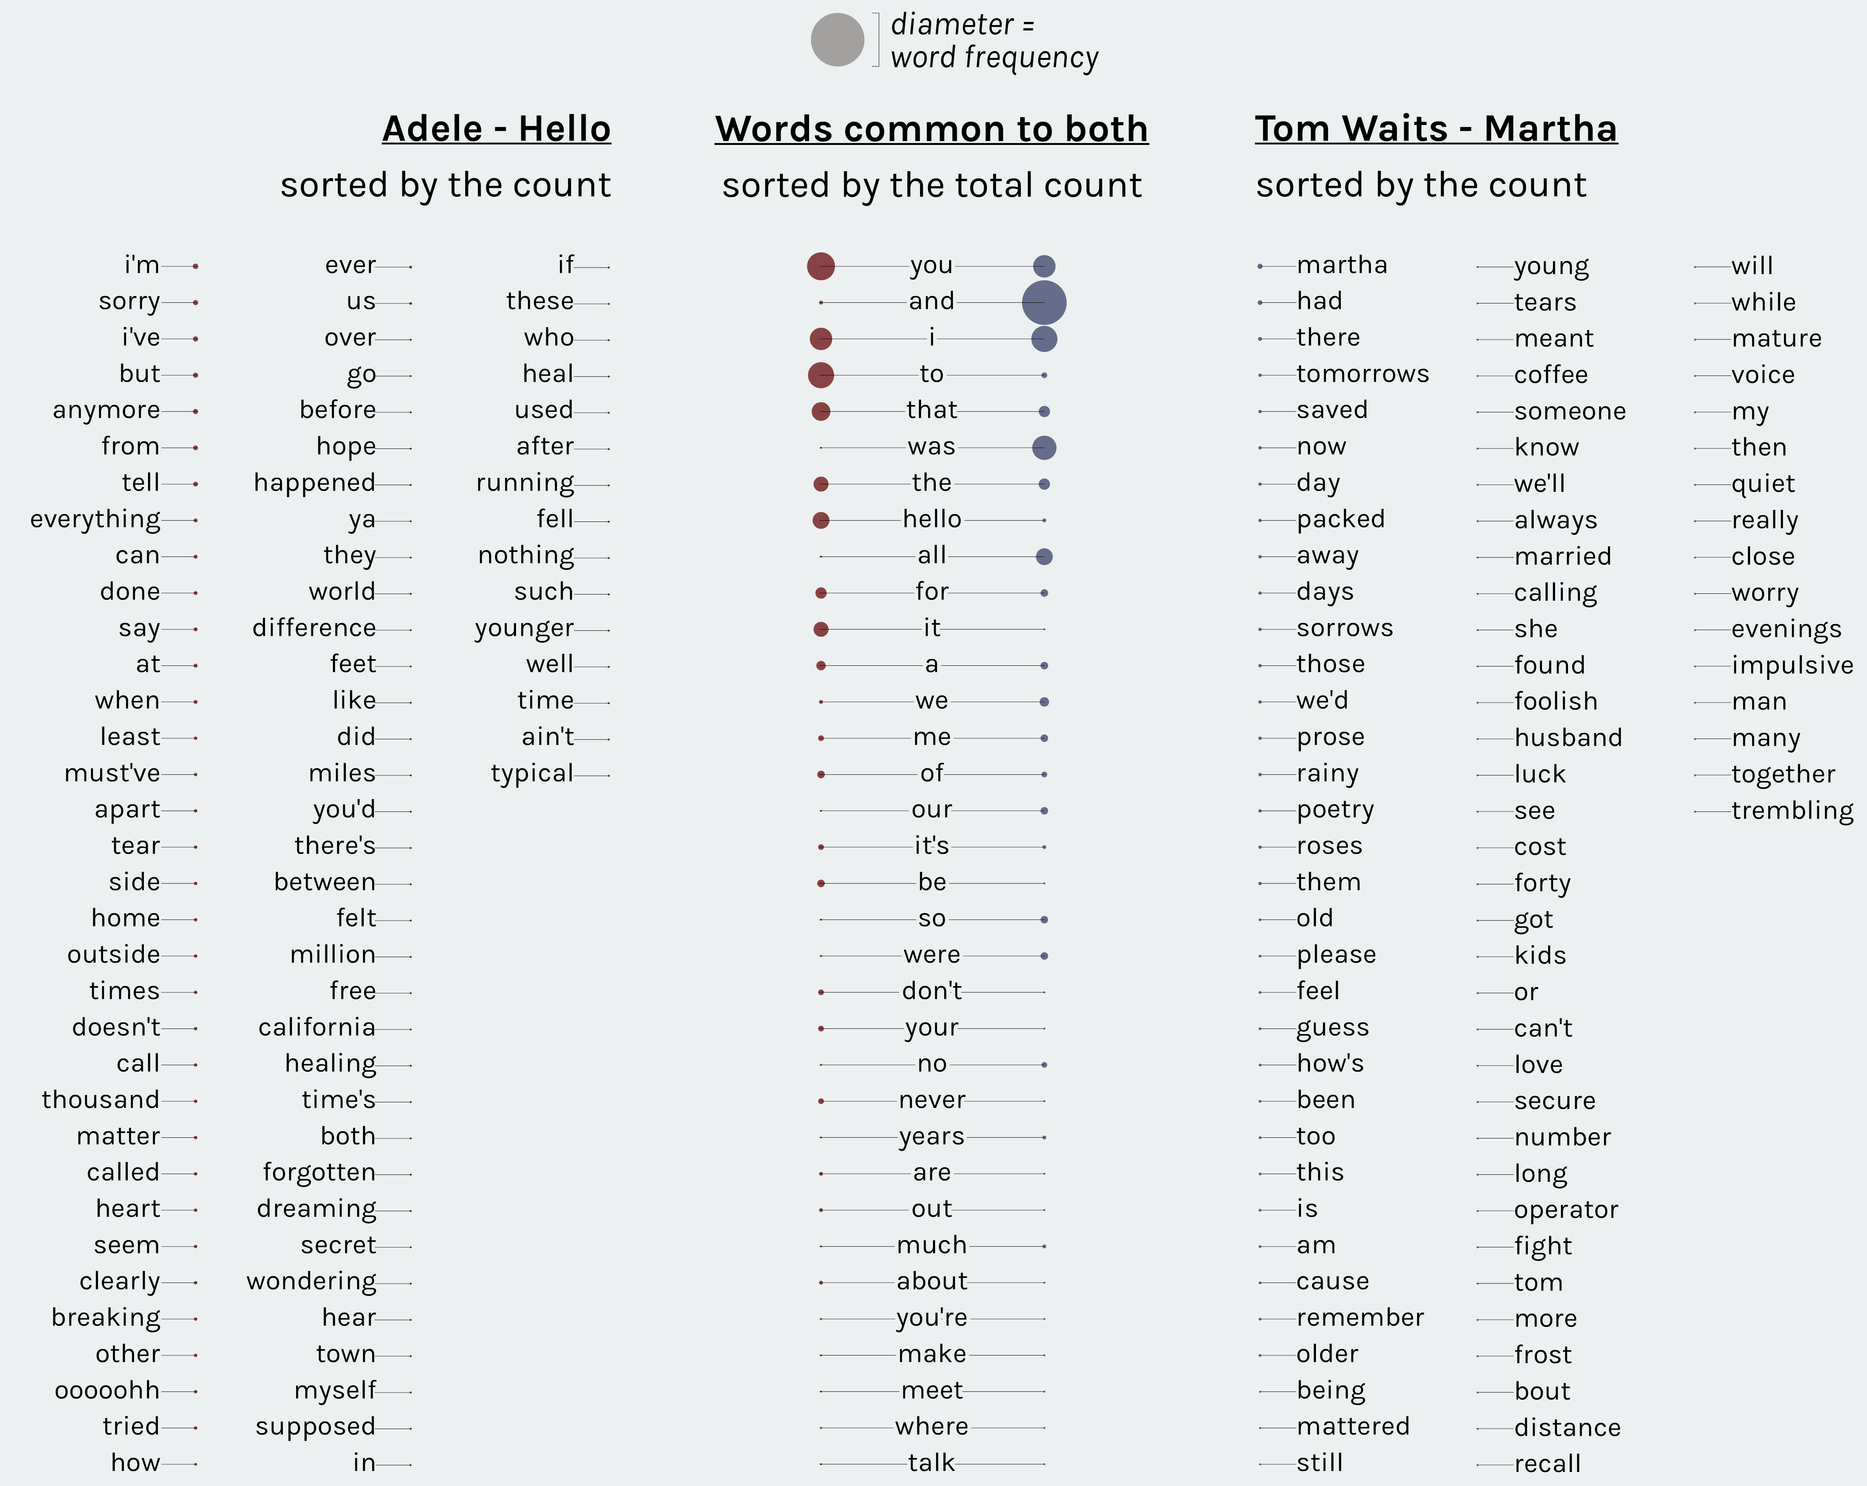 diameter =
word frequency
Adele - Hello
sorted by the count
i'm
sorry
i've
but
anymore
from
tell
everything
can
done
say
at
when
least
must've
apart
tear
side
home
outside
times
doesn't
call
thousand
matter
called
heart
seem
clearly
breaking
other
ooooohh
tried
how
ever
us
over
go
before
hope
happened
ya
they
world
difference
feet
like
did
miles
you'd
there's
between
felt
million
free
california
healing
time's
both
forgotten
dreaming
secret
wondering
hear
town
myself
supposed
in
if
these
who
heal
used
after
running
fell
nothing
such
younger
well
time
ain't
typical
Words common to both
sorted by the total count
you
and
i
to
that
was
the
hello
all
for
it
a
we
me
of
our
it's
be
so
were
don't
your
no
never
years
are
out
much
about
you're
make
meet
where
talk
Tom Waits - Martha
sorted by the count
martha
had
there
tomorrows
saved
now
day
packed
away
days
sorrows
those
we'd
prose
rainy
poetry
roses
them
old
please
feel
guess
how's
been
too
this
is
am
cause
remember
older
being
mattered
still
young
tears
meant
coffee
someone
know
we'll
always
married
calling
she
found
foolish
husband
luck
see
cost
forty
got
kids
or
can't
love
secure
number
long
operator
fight
tom
more
frost
bout
distance
recall
will
while
mature
voice
my
then
quiet
really
close
worry
evenings
impulsive
man
many
together
trembling